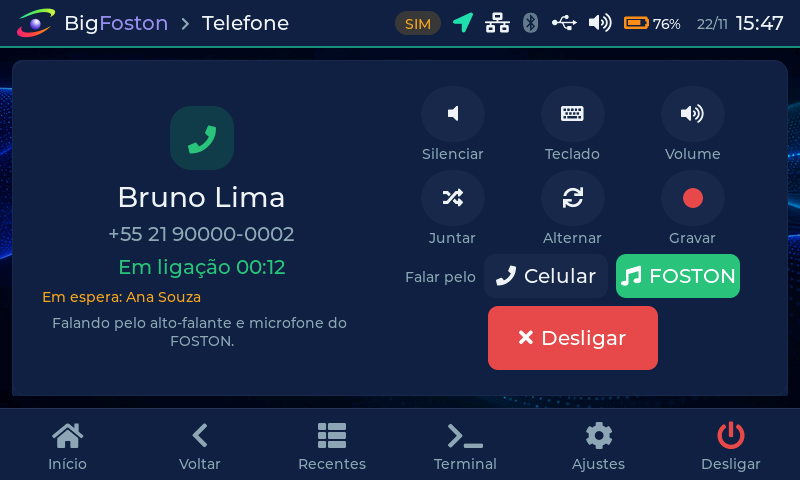 BigFoston > Telefone
SIM
76%
22/11 15:47
Bruno Lima
+55 21 90000-0002
Em ligação 00:12
Em espera: Ana Souza
Falando pelo alto-falante e microfone do
FOSTON.
Silenciar Teclado Volume
Juntar Alternar Gravar
Falar pelo Celular FOSTON
Desligar
Início Voltar Recentes Terminal Ajustes Desligar